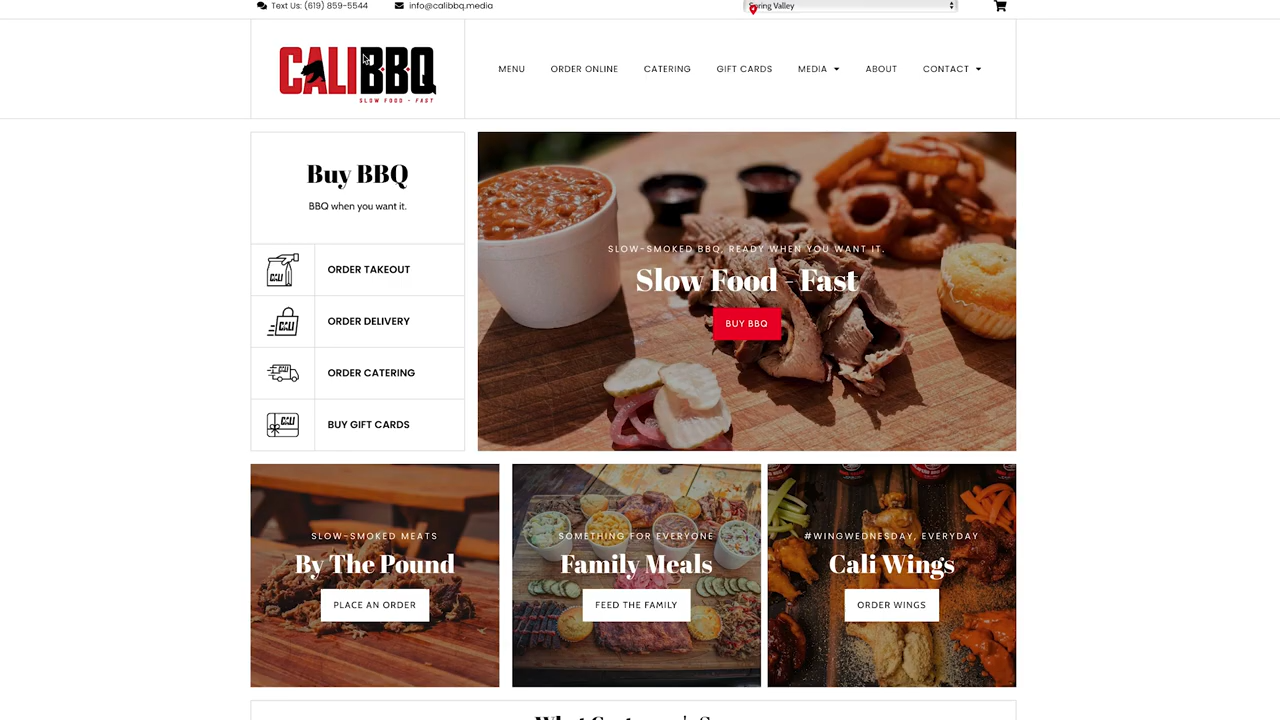 Text Us: (619) 859-5544
info@calibbq.media
Spring Valley
CALIBBQ
SLOW FOOD - FAST
MENU
ORDER ONLINE
CATERING
GIFT CARDS
MEDIA
ABOUT
CONTACT
Buy BBQ
BBQ when you want it.
CALI
ORDER TAKEOUT
CALI
ORDER DELIVERY
ORDER CATERING
CALI
BUY GIFT CARDS
SLOW-SMOKED BBQ, READY WHEN YOU WANT IT.
Slow Food - Fast
BUY BBQ
SLOW-SMOKED MEATS
By The Pound
PLACE AN ORDER
SOMETHING FOR EVERYONE
Family Meals
FEED THE FAMILY
#WINGWEDNESDAY, EVERYDAY
Cali Wings
ORDER WINGS